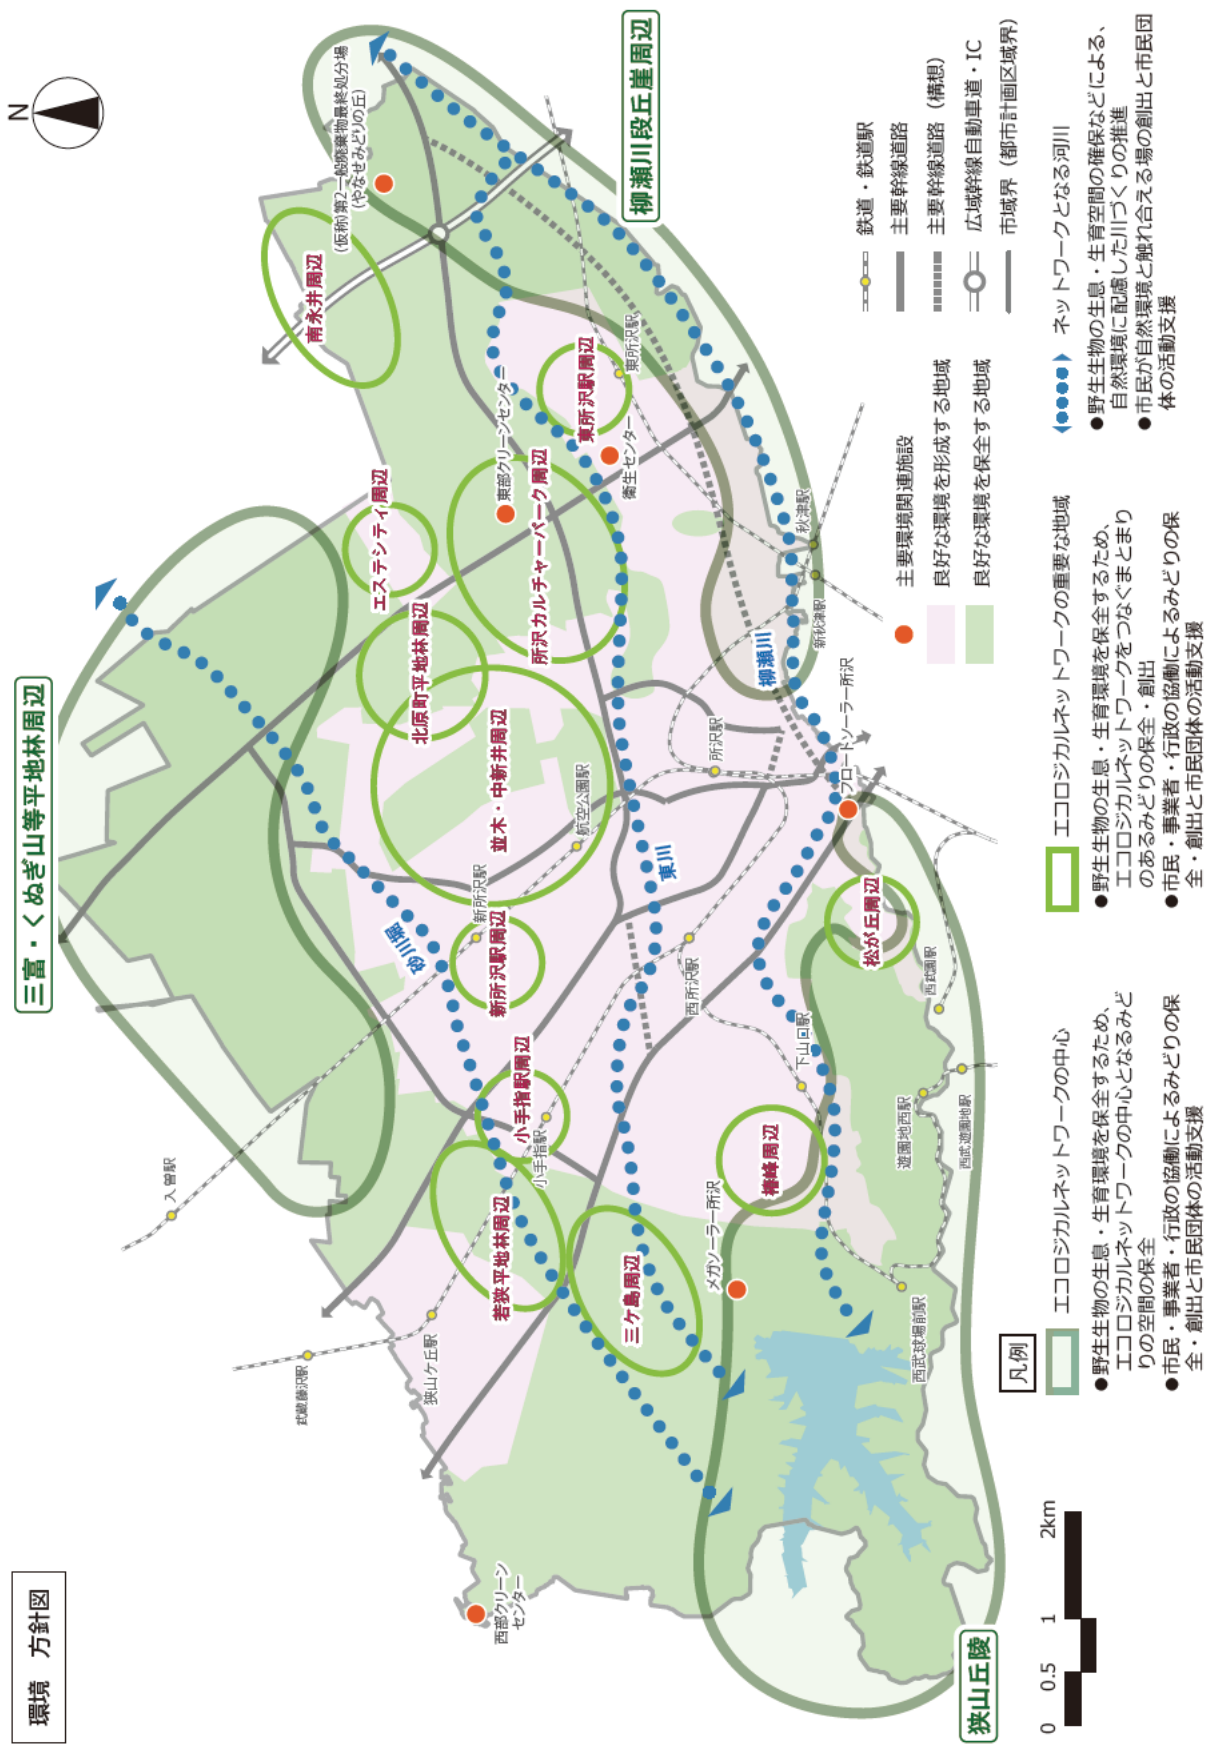 環境　方針図
N
三富・くぬぎ山等平地林周辺
柳瀬川段丘崖周辺
狭山丘陵
(仮称)第2一般廃棄物最終処分場
(やなせみどりの丘)
南永井周辺
エステシティ周辺
北原町平地林周辺
所沢カルチャーパーク周辺
東部クリーンセンター
東所沢駅周辺
東所沢駅
衛生センター
並木・中新井周辺
航空公園駅
新所沢駅
新所沢駅周辺
砂川堀
東川
柳瀬川
所沢駅
秋津駅
新秋津駅
フロートソーラー所沢
入曽駅
小手指駅周辺
小手指駅
若狭平地林周辺
三ケ島周辺
西所沢駅
下山口駅
椿峰周辺
松が丘周辺
メガソーラー所沢
武蔵藤沢駅
狭山ケ丘駅
西部クリーン
センター
西武球場前駅
遊園地西駅
西武遊園地駅
西武園駅
0
0.5
1
2km
凡例
エコロジカルネットワークの中心
●野生生物の生息・生育環境を保全するため、
エコロジカルネットワークの中心となるみど
りの空間の保全
●市民・事業者・行政の協働によるみどりの保
全・創出と市民団体の活動支援
エコロジカルネットワークの重要な地域
●野生生物の生息・生育環境を保全するため、
エコロジカルネットワークをつなぐまとまり
のあるみどりの保全・創出
●市民・事業者・行政の協働によるみどりの保
全・創出と市民団体の活動支援
ネットワークとなる河川
●野生生物の生息・生育空間の確保などによる、
自然環境に配慮した川づくりの推進
●市民が自然環境と触れ合える場の創出と市民団
体の活動支援
主要環境関連施設
良好な環境を形成する地域
良好な環境を保全する地域
鉄道・鉄道駅
主要幹線道路
主要幹線道路（構想）
広域幹線自動車道・IC
市域界（都市計画区域界）